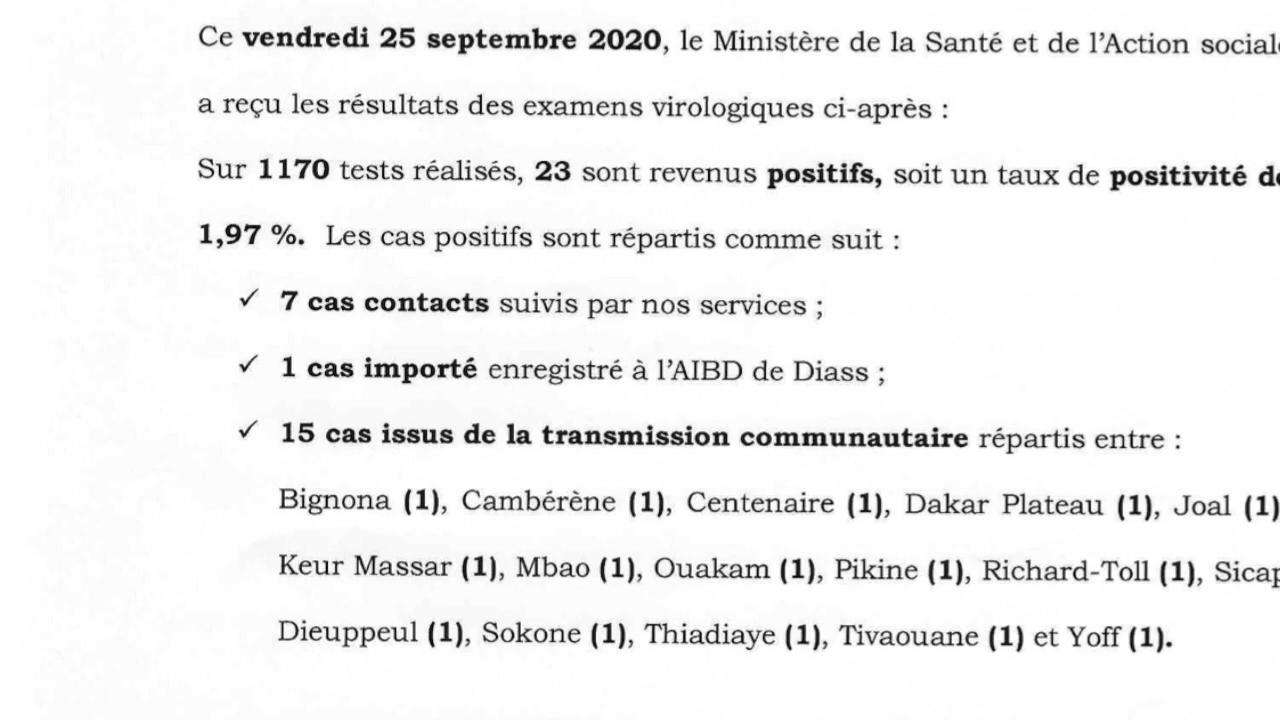 Ce vendredi 25 septembre 2020, le Ministère de la Santé et de l'Action sociale
a reçu les résultats des examens virologiques ci-après :
Sur 1170 tests réalisés, 23 sont revenus positifs, soit un taux de positivité de
1,97 %. Les cas positifs sont répartis comme suit :
✓ 7 cas contacts suivis par nos services ;
✓ 1 cas importé enregistré à l'AIBD de Diass ;
✓ 15 cas issus de la transmission communautaire répartis entre :
Bignona (1), Cambérène (1), Centenaire (1), Dakar Plateau (1), Joal (1)
Keur Massar (1), Mbao (1), Ouakam (1), Pikine (1), Richard-Toll (1), Sicap
Dieuppeul (1), Sokone (1), Thiadiaye (1), Tivaouane (1) et Yoff (1).